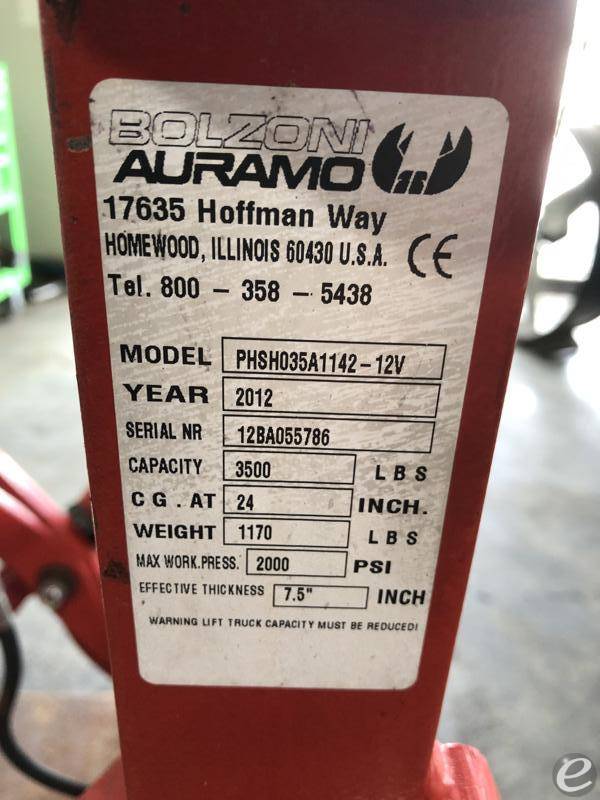 BOLZONI
AURAMO
17635 Hoffman Way
HOMEWOOD, ILLINOIS 60430 U.S.A. CE
Tel. 800 - 358 - 5438
MODEL PHSH035A1142-12V
YEAR 2012
SERIAL NR 12BA055786
CAPACITY 3500 LBS
CG.AT 24 INCH.
WEIGHT 1170 LBS
MAX WORK.PRESS. 2000 PSI
EFFECTIVE THICKNESS 7.5" INCH
WARNING LIFT TRUCK CAPACITY MUST BE REDUCED!
e